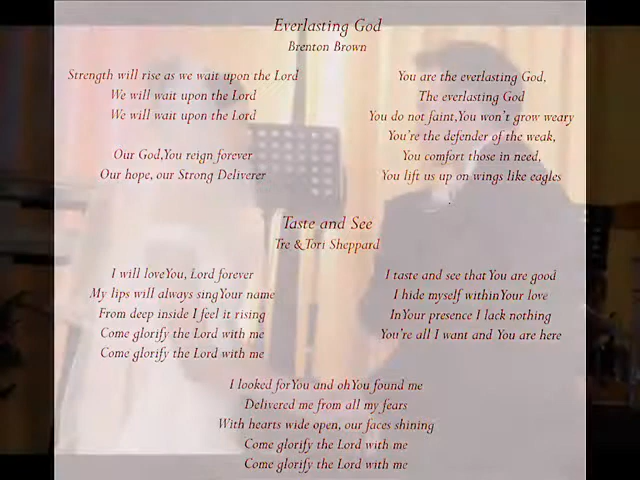 Everlasting God
Brenton Brown
Strength will rise as we wait upon the Lord
We will wait upon the Lord
We will wait upon the Lord
Our God,You reign forever
Our hope, our Strong Deliverer
You are the everlasting God,
The everlasting God
You do not faint,You won't grow weary
You're the defender of the weak,
You comfort those in need,
You lift us up on wings like eagles
Taste and See
Tre &Tori Sheppard
I will loveYou, Lord forever
My lips will always singYour name
From deep inside I feel it rising
Come glorify the Lord with me
Come glorify the Lord with me
I taste and see that You are good
I hide myself withinYour love
InYour presence I lack nothing
You're all I want and You are here
I looked forYou and ohYou found me
Delivered me from all my fears
With hearts wide open, our faces shining
Come glorify the Lord with me
Come glorify the Lord with me